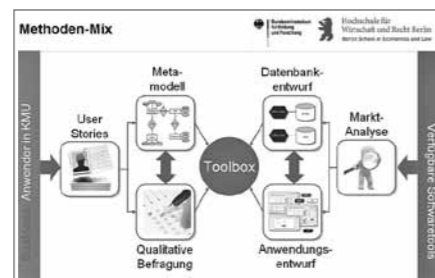 Methoden-Mix
Bundesministerium
für Bildung
und Forschung
Hochschule für
Wirtschaft und Recht Berlin
Berlin School of Economics and Law
Meta-
modell
Datenbank-
entwurf
User
Stories
Markt-
Analyse
Toolbox
Qualitative
Befragung
Anwendungs-
entwurf
Anwender in KMU
Verfügbare Softwaretools